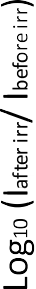 Log₁₀ (Iafter irr/ Ibefore irr)